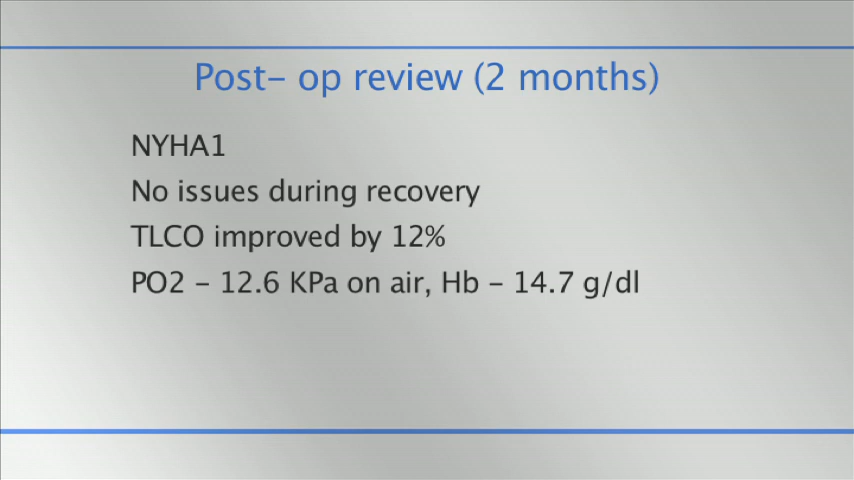 Post– op review (2 months)
NYHA1
No issues during recovery
TLCO improved by 12%
PO2 – 12.6 KPa on air, Hb – 14.7 g/dl